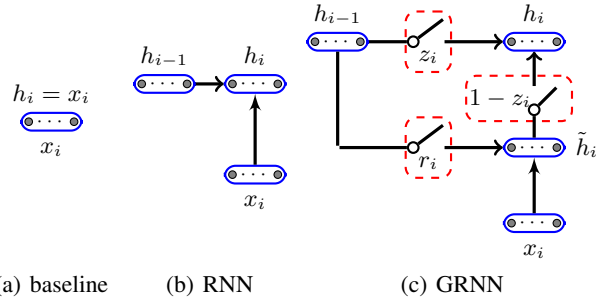 h_{i−1}
h_i
z_i
h_{i−1}
h_i
h_i = x_i
x_i
1 − z_i
r_i
h̃_i
x_i
x_i
(a) baseline
(b) RNN
(c) GRNN